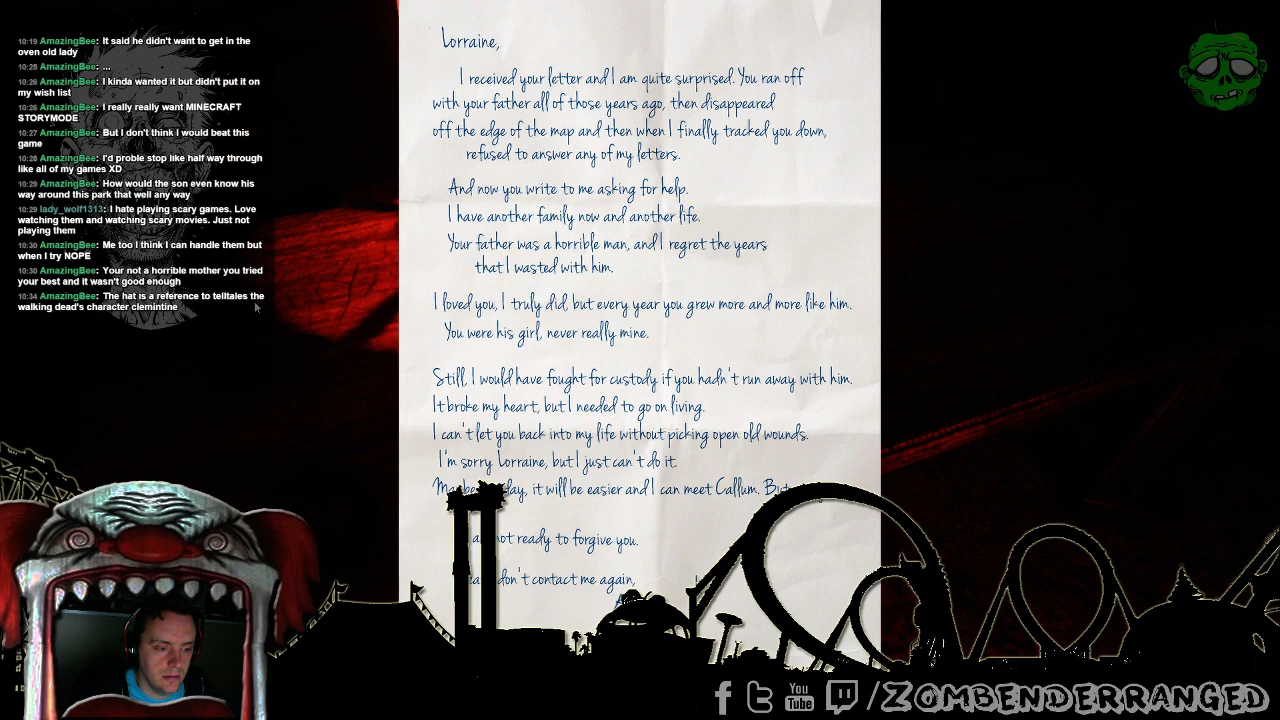 10:19 AmazingBee: It said he didn't want to get in the
oven old lady
10:25 AmazingBee: ...
10:26 AmazingBee: I kinda wanted it but didn't put it on
my wish list
10:26 AmazingBee: I really really want MINECRAFT
STORYMODE
10:27 AmazingBee: But I don't think I would beat this
game
10:28 AmazingBee: I'd proble stop like half way through
like all of my games XD
10:29 AmazingBee: How would the son even know his
way around this park that well any way
10:29 lady_wolf1313: I hate playing scary games. Love
watching them and watching scary movies. Just not
playing them
10:30 AmazingBee: Me too I think I can handle them but
when I try NOPE
10:30 AmazingBee: Your not a horrible mother you tried
your best and it wasn't good enough
10:34 AmazingBee: The hat is a reference to telltales the
walking dead's character clemintine
Lorraine,
I received your letter and I am quite surprised. You ran off
with your father all of those years ago, then disappeared
off the edge of the map and then when I finally tracked you down,
refused to answer any of my letters.
And now you write to me asking for help.
I have another family now and another life.
Your father was a horrible man, and I regret the years
that I wasted with him.
I loved you, I truly did, but every year you grew more and more like him.
You were his girl, never really mine.
Still, I would have fought for custody if you hadn't run away with him.
It broke my heart, but I needed to go on living.
I can't let you back into my life without picking open old wounds.
I'm sorry Lorraine, but I just can't do it.
it will be easier and I can meet Callum.
not ready to forgive you.
don't contact me again,
You Tube /ZOMBENDERRANGED